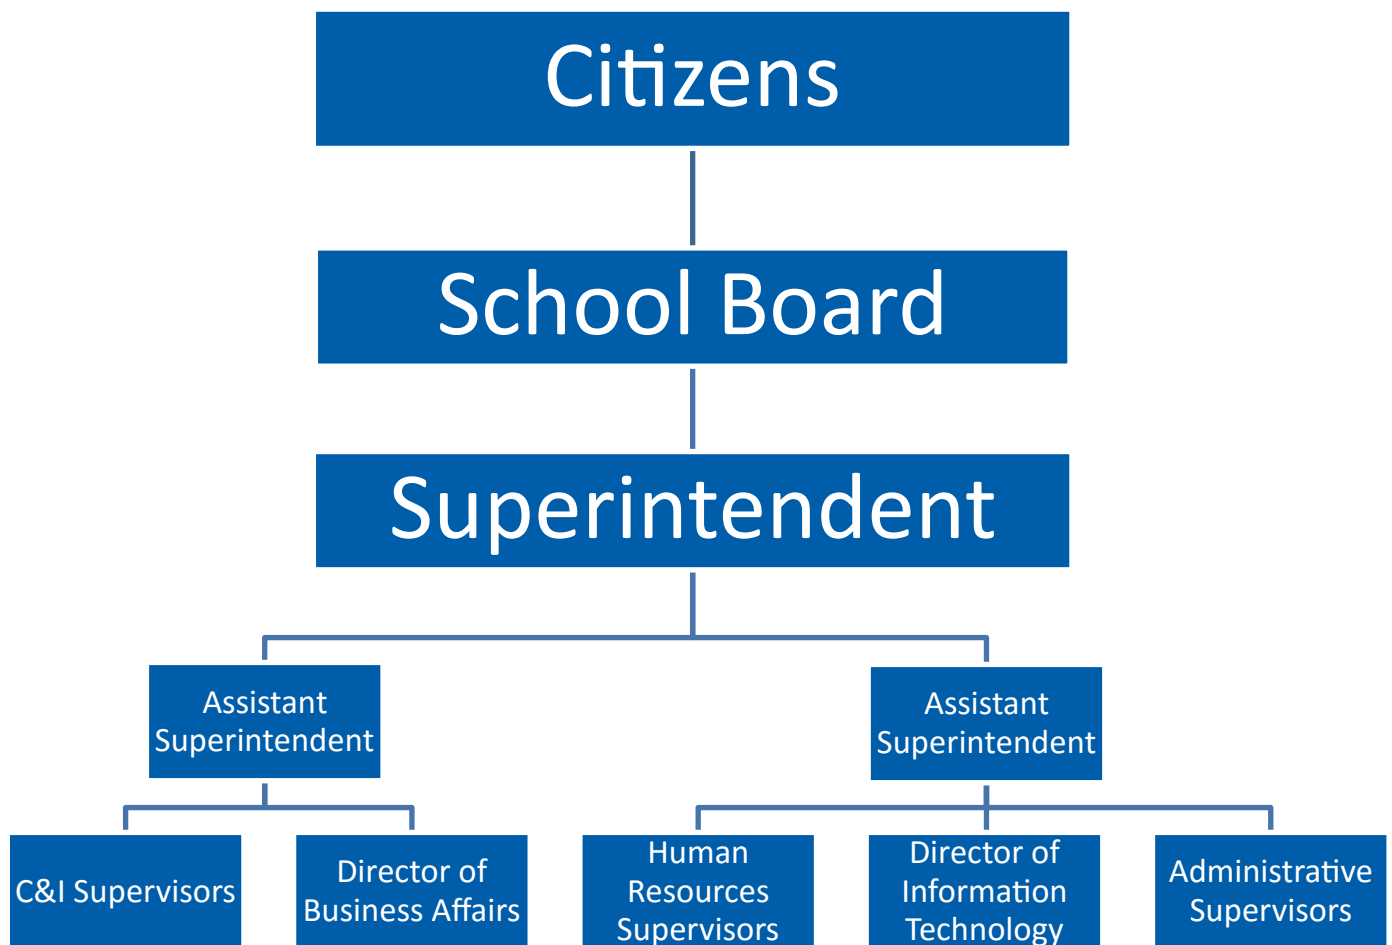 Citizens
School Board
Superintendent
Assistant
Superintendent
Assistant
Superintendent
C&I Supervisors
Director of
Business Affairs
Human
Resources
Supervisors
Director of
Information
Technology
Administrative
Supervisors